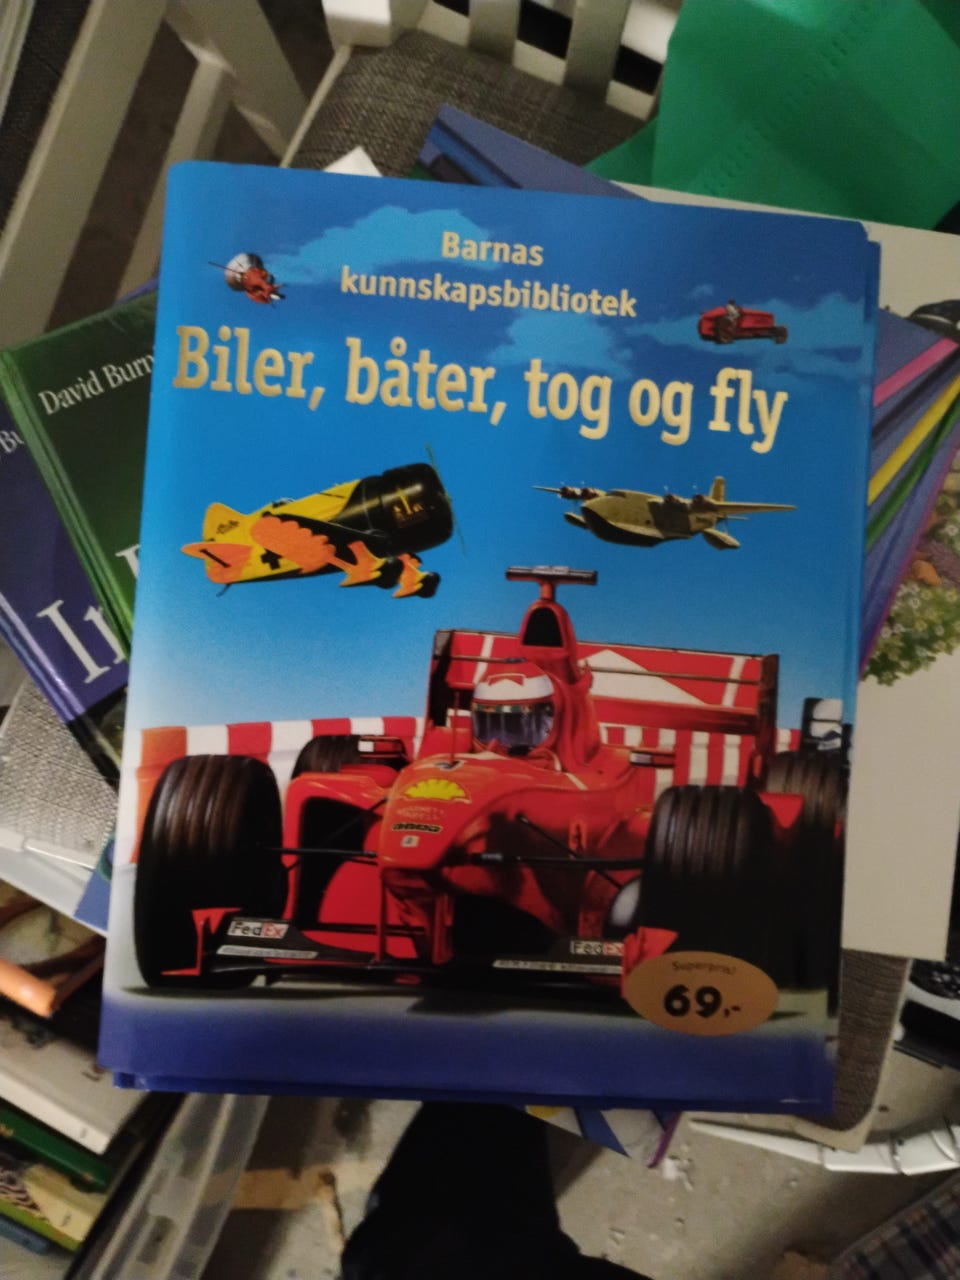 Barnas
kunnskapsbibliotek
Biler, båter, tog og fly
David Burn
FedEx
FedEx
Superpris!
69,-